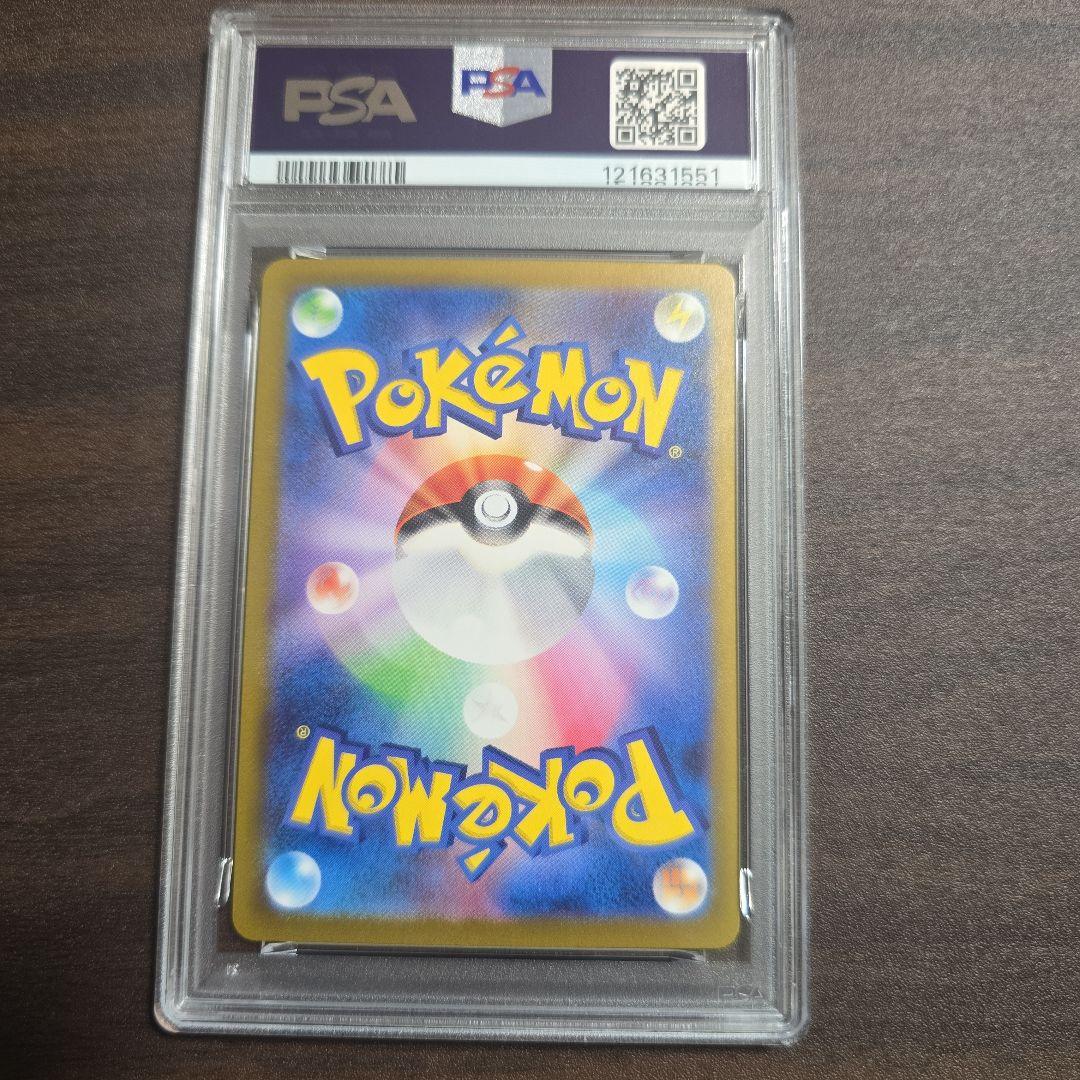 PSA PSA
121631551
POKéMON
®
®
POKéMON
PSA